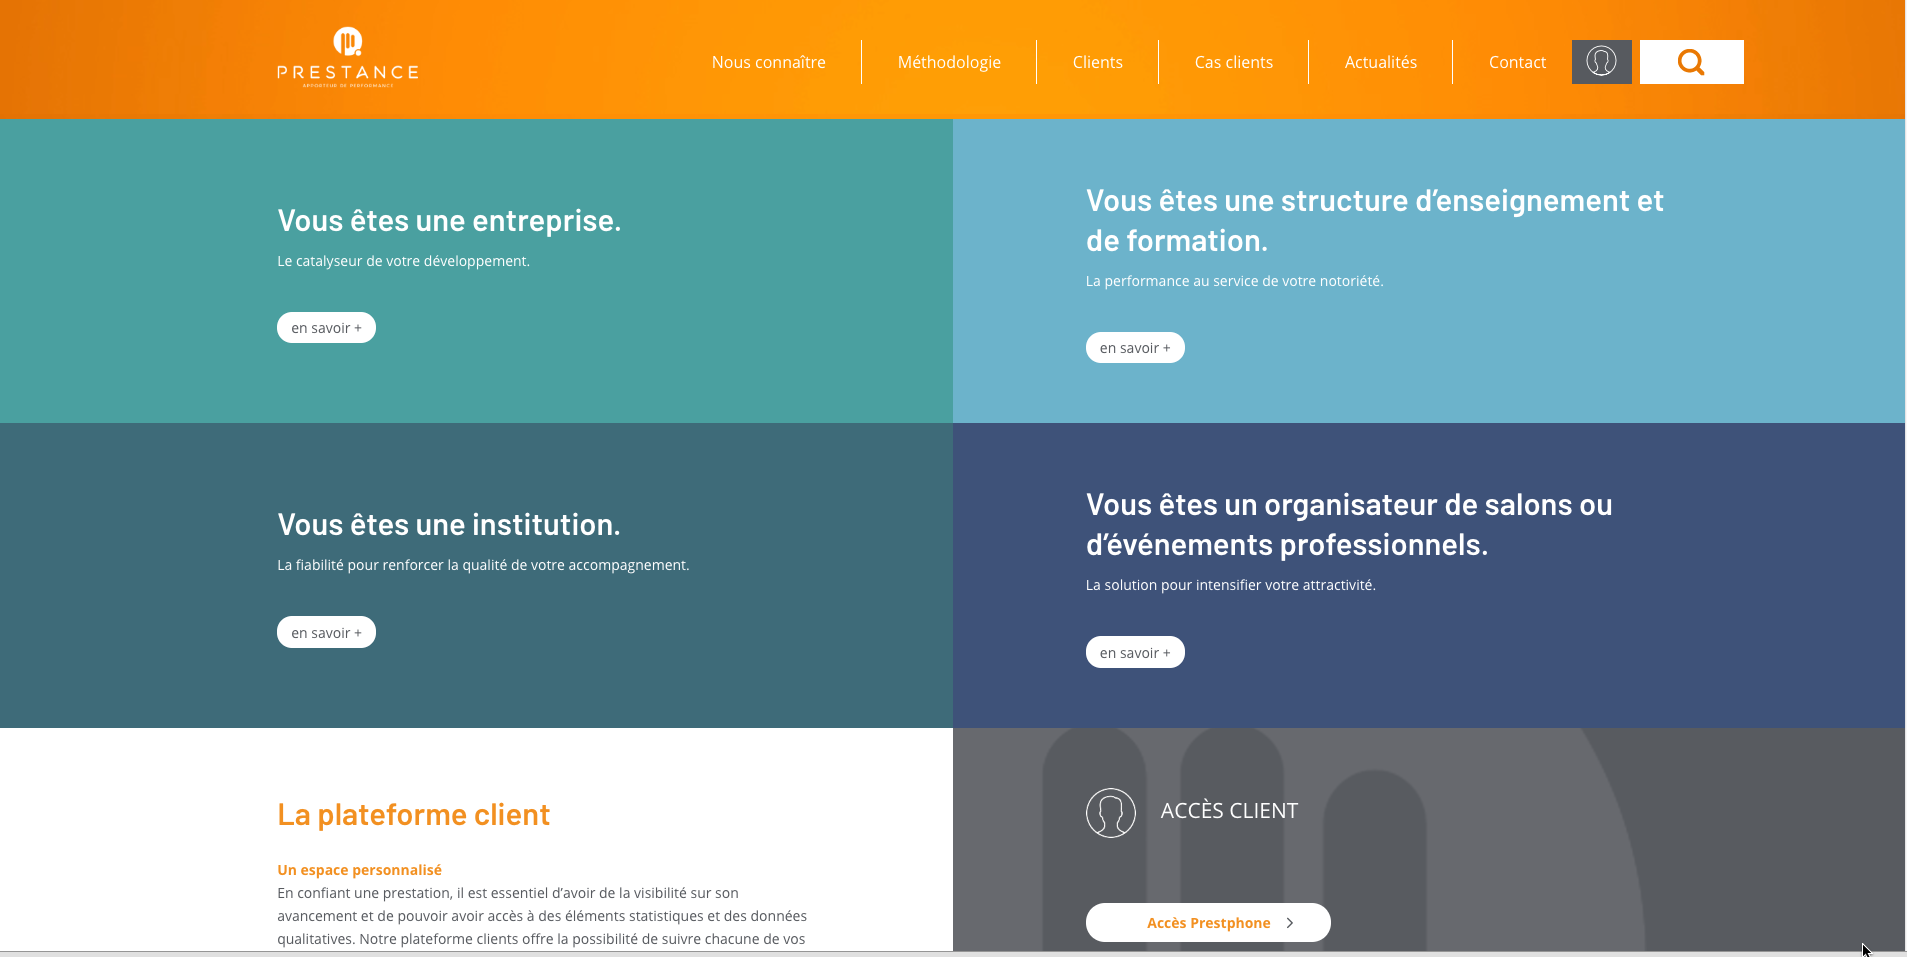 PRESTANCE
APPORTEUR DE PERFORMANCE
Nous connaître
Méthodologie
Clients
Cas clients
Actualités
Contact
Vous êtes une entreprise.
Le catalyseur de votre développement.
en savoir +
Vous êtes une structure d’enseignement et
de formation.
La performance au service de votre notoriété.
en savoir +
Vous êtes une institution.
La fiabilité pour renforcer la qualité de votre accompagnement.
en savoir +
Vous êtes un organisateur de salons ou
d’événements professionnels.
La solution pour intensifier votre attractivité.
en savoir +
La plateforme client
Un espace personnalisé
En confiant une prestation, il est essentiel d’avoir de la visibilité sur son
avancement et de pouvoir avoir accès à des éléments statistiques et des données
qualitatives. Notre plateforme clients offre la possibilité de suivre chacune de vos
ACCÈS CLIENT
Accès Prestphone